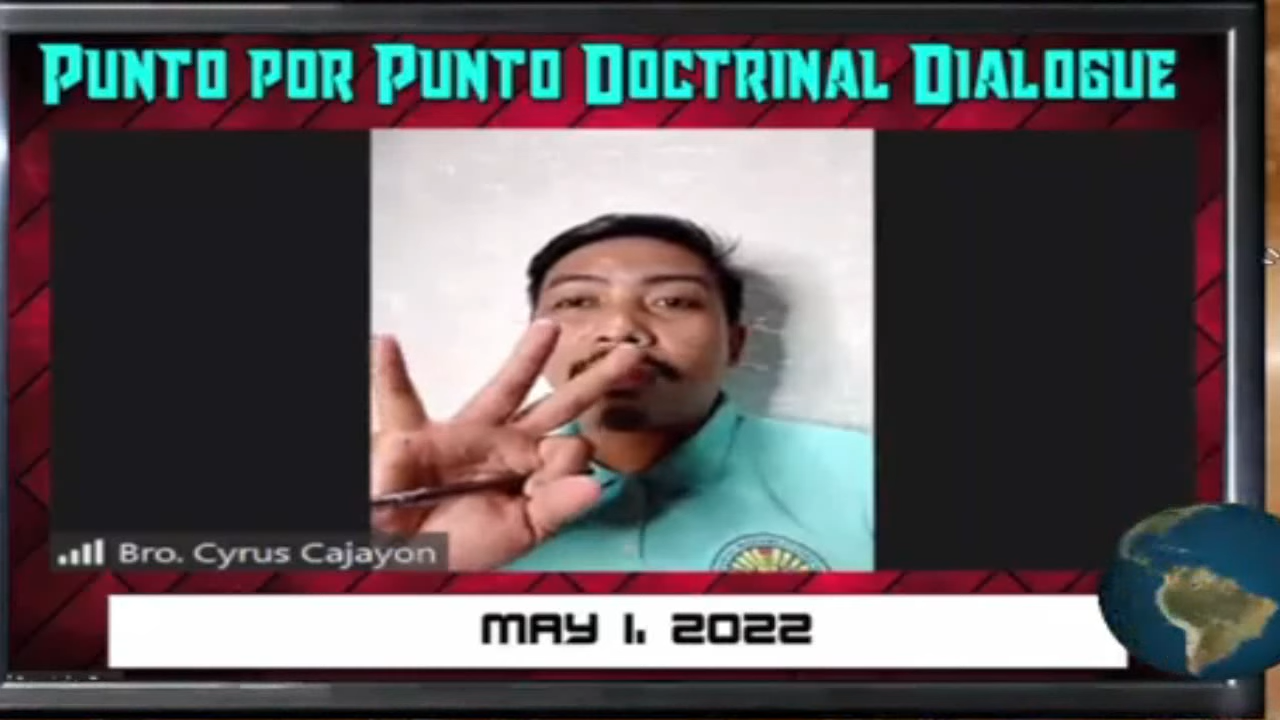 PUNTO POR PUNTO DOCTRINAL DIALOGUE
Bro. Cyrus Cajayon
MAY 1, 2022